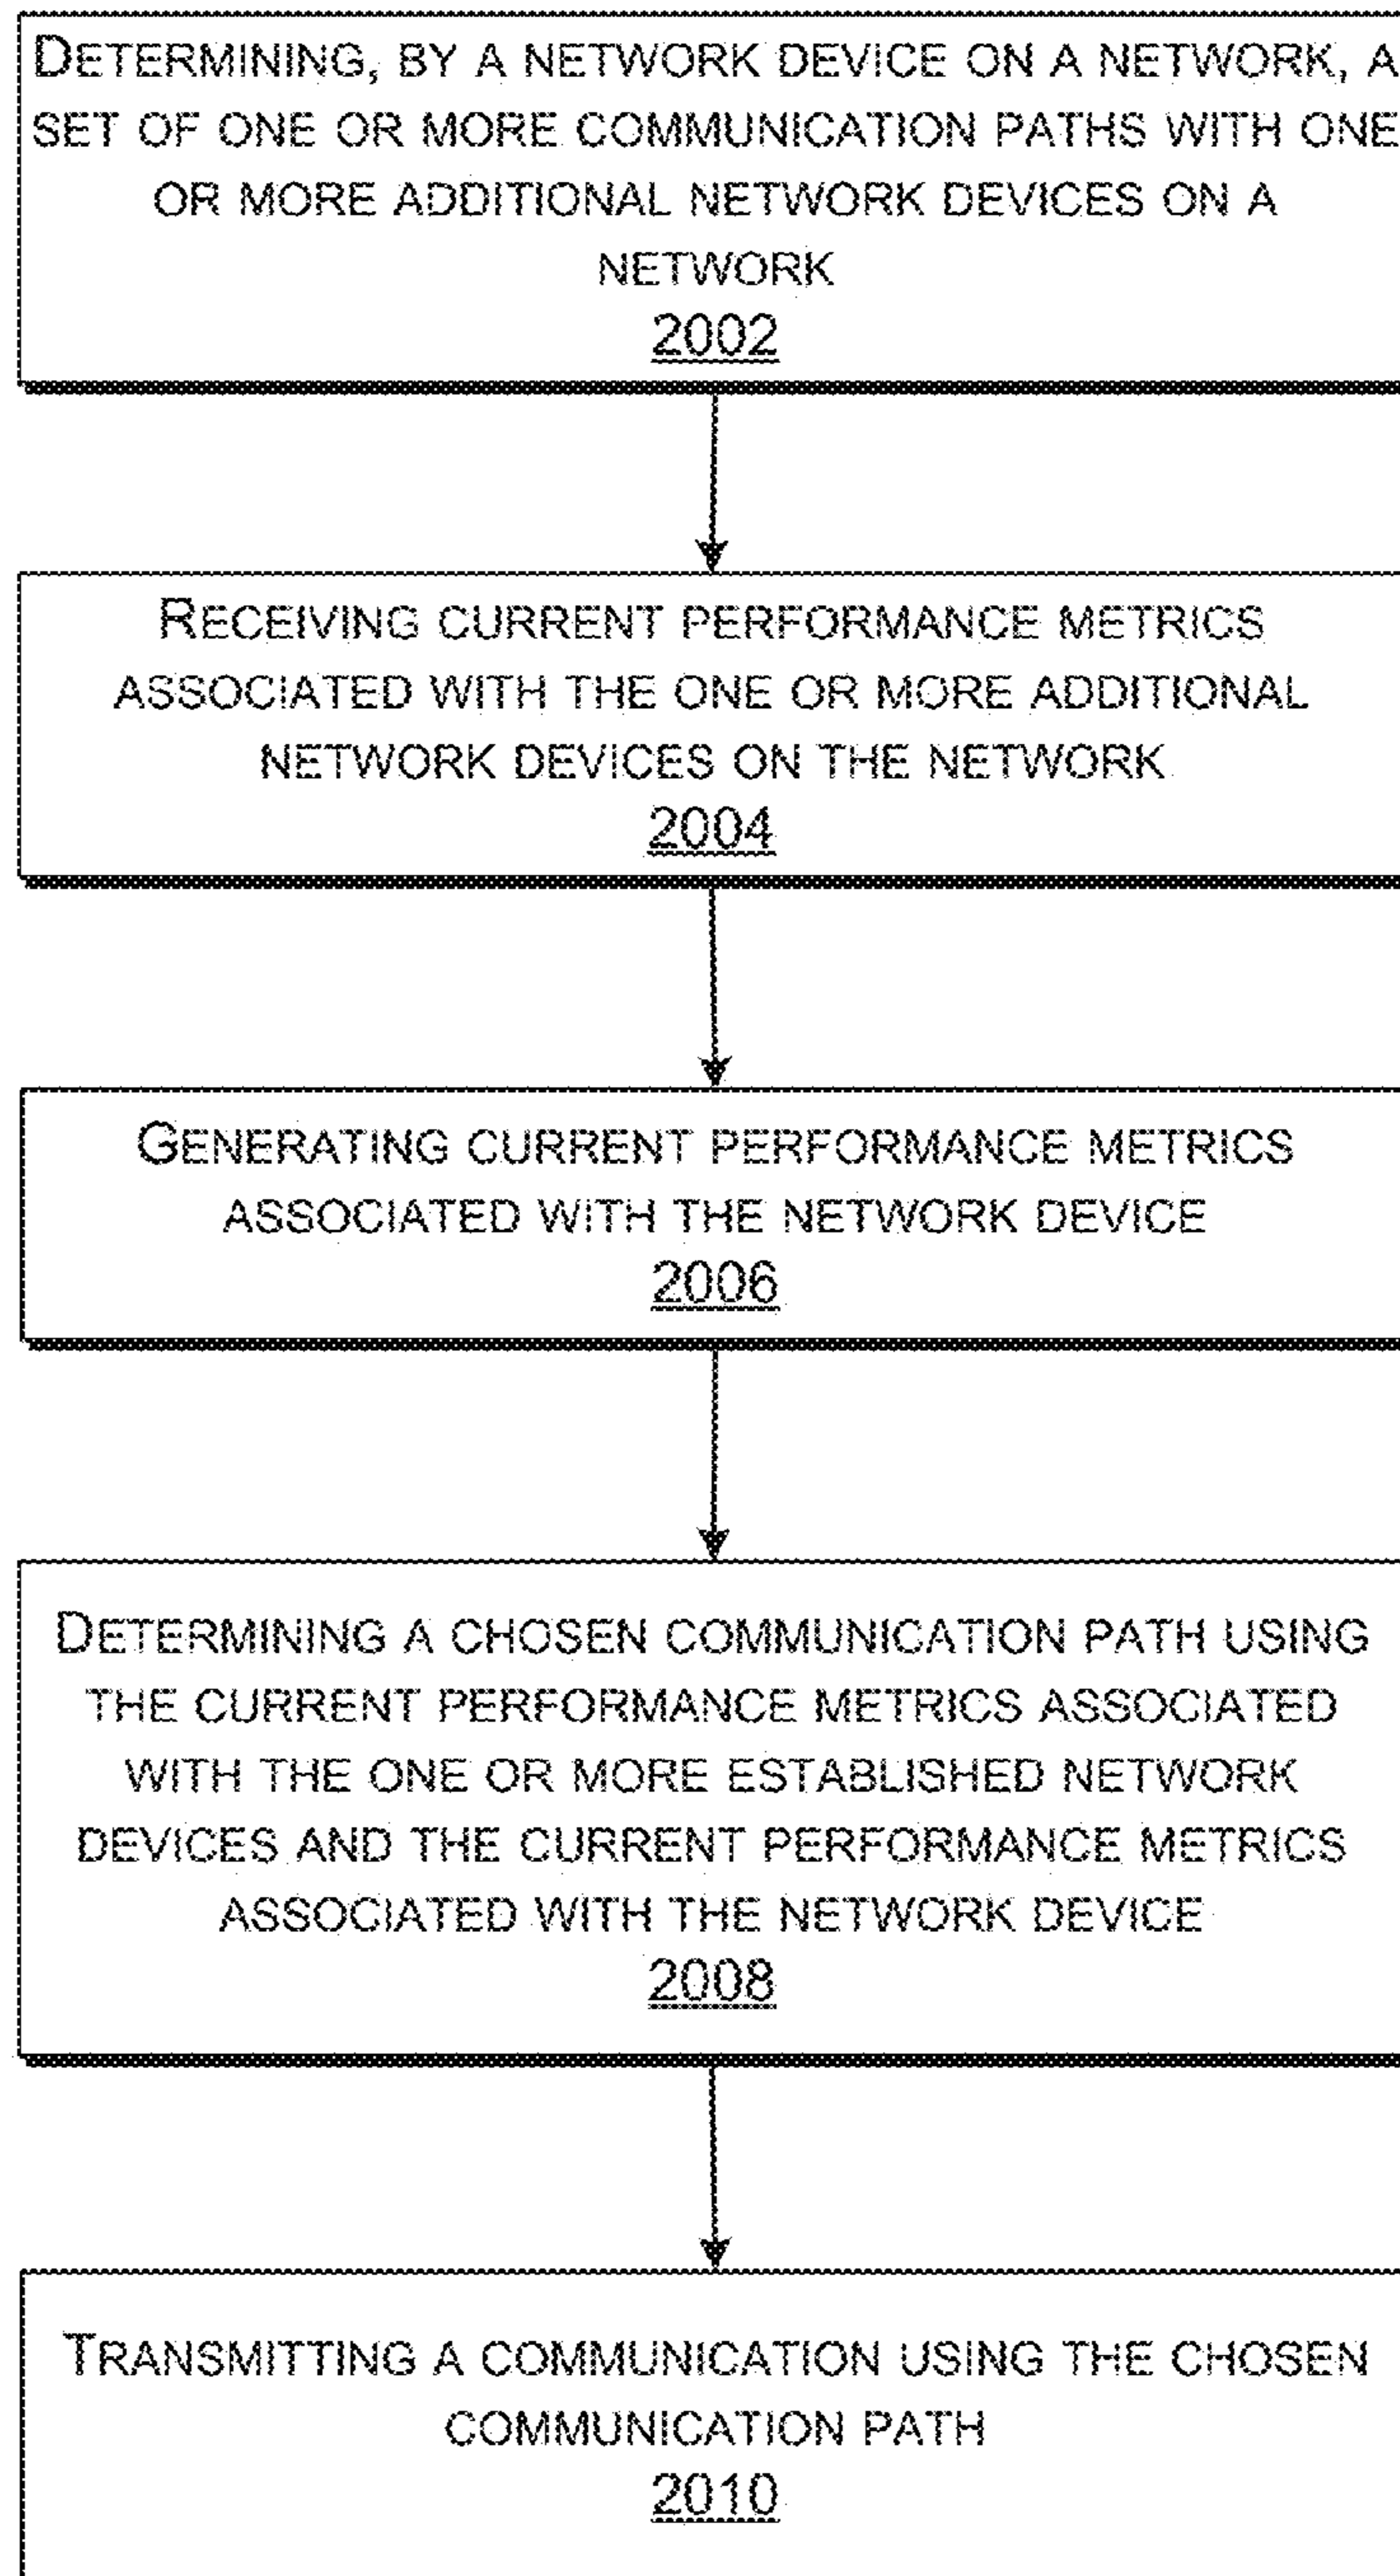 DETERMINING, BY A NETWORK DEVICE ON A NETWORK, A
SET OF ONE OR MORE COMMUNICATION PATHS WITH ONE
OR MORE ADDITIONAL NETWORK DEVICES ON A
NETWORK
2002
RECEIVING CURRENT PERFORMANCE METRICS
ASSOCIATED WITH THE ONE OR MORE ADDITIONAL
NETWORK DEVICES ON THE NETWORK
2004
GENERATING CURRENT PERFORMANCE METRICS
ASSOCIATED WITH THE NETWORK DEVICE
2006
DETERMINING A CHOSEN COMMUNICATION PATH USING
THE CURRENT PERFORMANCE METRICS ASSOCIATED
WITH THE ONE OR MORE ESTABLISHED NETWORK
DEVICES AND THE CURRENT PERFORMANCE METRICS
ASSOCIATED WITH THE NETWORK DEVICE
2008
TRANSMITTING A COMMUNICATION USING THE CHOSEN
COMMUNICATION PATH
2010